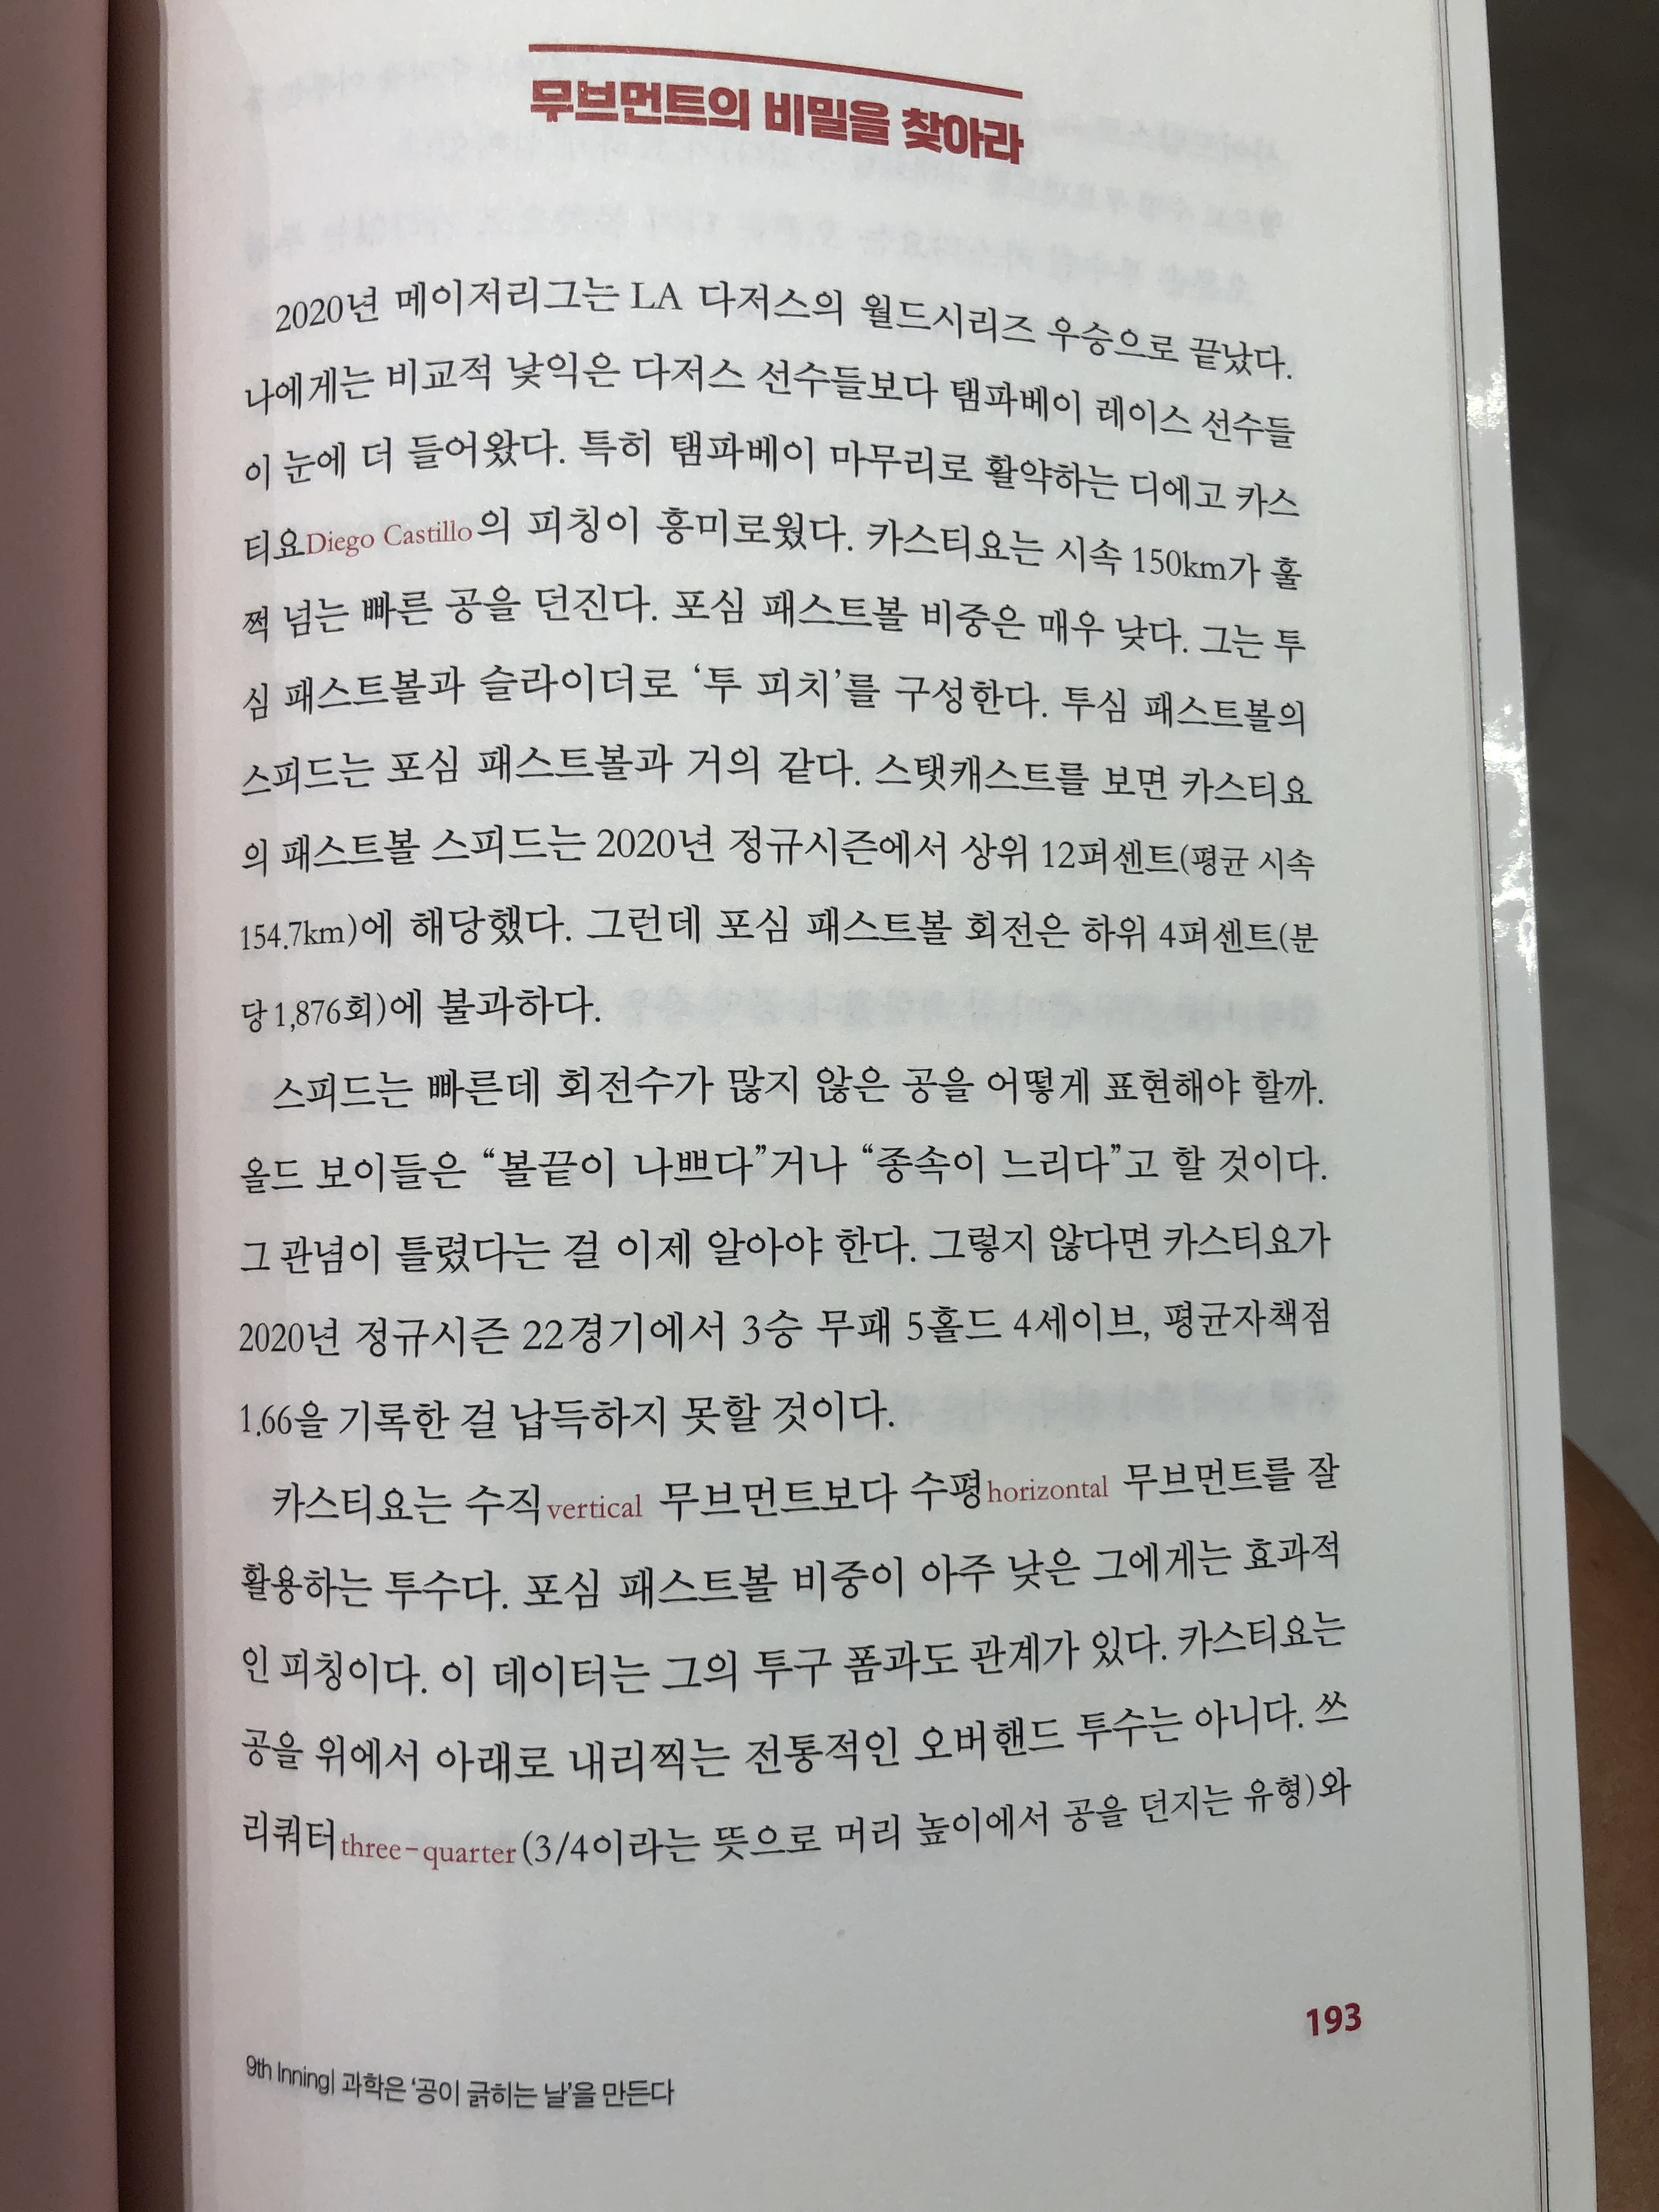 무브먼트의 비밀을 찾아라
2020년 메이저리그는 LA 다저스의 월드시리즈 우승으로 끝났다.
나에게는 비교적 낯익은 다저스 선수들보다 탬파베이 레이스 선수들
이 눈에 더 들어왔다. 특히 탬파베이 마무리로 활약하는 디에고 카스
티요Diego Castillo의 피칭이 흥미로웠다. 카스티요는 시속 150km가 훌
쩍 넘는 빠른 공을 던진다. 포심 패스트볼 비중은 매우 낮다. 그는 투
심 패스트볼과 슬라이더로 ‘투 피치’를 구성한다. 투심 패스트볼의
스피드는 포심 패스트볼과 거의 같다. 스탯캐스트를 보면 카스티요
의 패스트볼 스피드는 2020년 정규시즌에서 상위 12퍼센트(평균 시속
154.7km)에 해당했다. 그런데 포심 패스트볼 회전은 하위 4퍼센트(분
당 1,876회)에 불과하다.
스피드는 빠른데 회전수가 많지 않은 공을 어떻게 표현해야 할까.
올드 보이들은 “볼끝이 나쁘다”거나 “종속이 느리다”고 할 것이다.
그 관념이 틀렸다는 걸 이제 알아야 한다. 그렇지 않다면 카스티요가
2020년 정규시즌 22경기에서 3승 무패 5홀드 4세이브, 평균자책점
1.66을 기록한 걸 납득하지 못할 것이다.
카스티요는 수직vertical 무브먼트보다 수평horizontal 무브먼트를 잘
활용하는 투수다. 포심 패스트볼 비중이 아주 낮은 그에게는 효과적
인 피칭이다. 이 데이터는 그의 투구 폼과도 관계가 있다. 카스티요는
공을 위에서 아래로 내리찍는 전통적인 오버핸드 투수는 아니다. 쓰
리쿼터three-quarter(3/4이라는 뜻으로 머리 높이에서 공을 던지는 유형)와
193
9th Inning| 과학은 ‘공이 긁히는 날’을 만든다